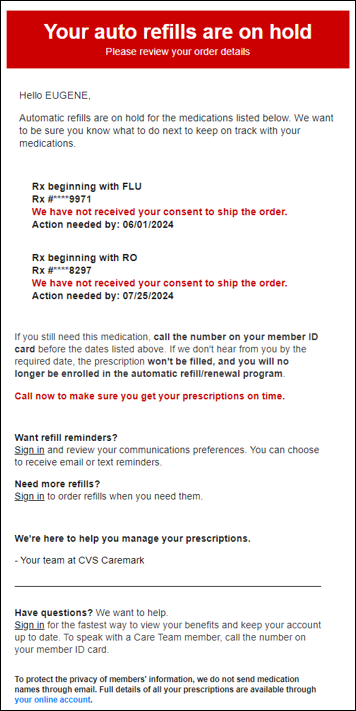 Your auto refills are on hold
Please review your order details
Hello EUGENE,
Automatic refills are on hold for the medications listed below. We want
to be sure you know what to do next to keep on track with your
medications.
Rx beginning with FLU
Rx #****9971
We have not received your consent to ship the order.
Action needed by: 06/01/2024
Rx beginning with RO
Rx #****8297
We have not received your consent to ship the order.
Action needed by: 07/25/2024
If you still need this medication, call the number on your member ID
card before the dates listed above. If we don't hear from you by the
required date, the prescription won't be filled, and you will no
longer be enrolled in the automatic refill/renewal program.
Call now to make sure you get your prescriptions on time.
Want refill reminders?
Sign in and review your communications preferences. You can choose
to receive email or text reminders.
Need more refills?
Sign in to order refills when you need them.
We're here to help you manage your prescriptions.
- Your team at CVS Caremark
Have questions? We want to help.
Sign in for the fastest way to view your benefits and keep your account
up to date. To speak with a Care Team member, call the number on
your member ID card.
To protect the privacy of members' information, we do not send medication
names through email. Full details of all your prescriptions are available through
your online account.